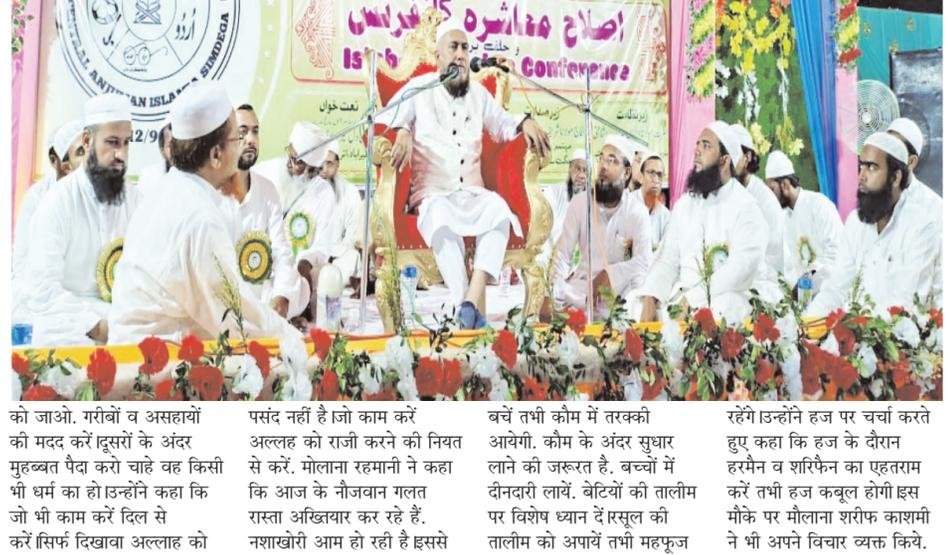 اصلاح معاشرہ کانفرنس
Conference
نعت خواں
زیر صدارت
CENTRAL ANJUMAN ISLAMIA SIMDEGA
اُردُو
को जाओ. गरीबों व असहायों
की मदद करें।दूसरों के अंदर
मुहब्बत पैदा करो चाहे वह किसी
भी धर्म का हो।उन्होंने कहा कि
जो भी काम करें दिल से
करें।सिर्फ दिखावा अल्लाह को
पसंद नहीं है।जो काम करें
अल्लाह को राजी करने की नियत
से करें. मोलाना रहमानी ने कहा
कि आज के नौजवान गलत
रास्ता अख्तियार कर रहे हैं.
नशाखोरी आम हो रही है।इससे
बचें तभी कौम में तरक्की
आयेगी. कौम के अंदर सुधार
लाने की जरूरत है. बच्चों में
दीनदारी लायें. बेटियों की तालीम
पर विशेष ध्यान दें।रसूल की
तालीम को अपायें तभी महफूज
रहेंगे।उन्होंने हज पर चर्चा करते
हुए कहा कि हज के दौरान
हरमैन व शरिफैन का एहतराम
करें तभी हज कबूल होगी।इस
मौके पर मौलाना शरीफ काशमी
ने भी अपने विचार व्यक्त किये.